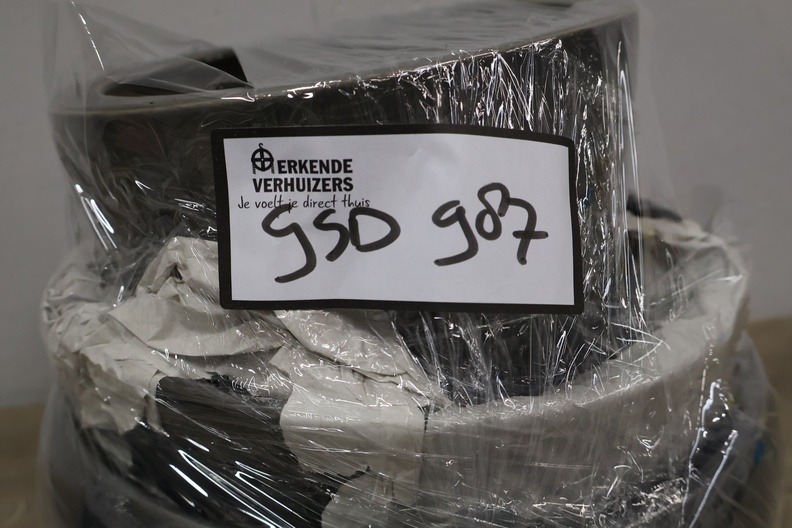 ERKENDE
VERHUIZERS
Je voelt je direct thuis
GSD 987